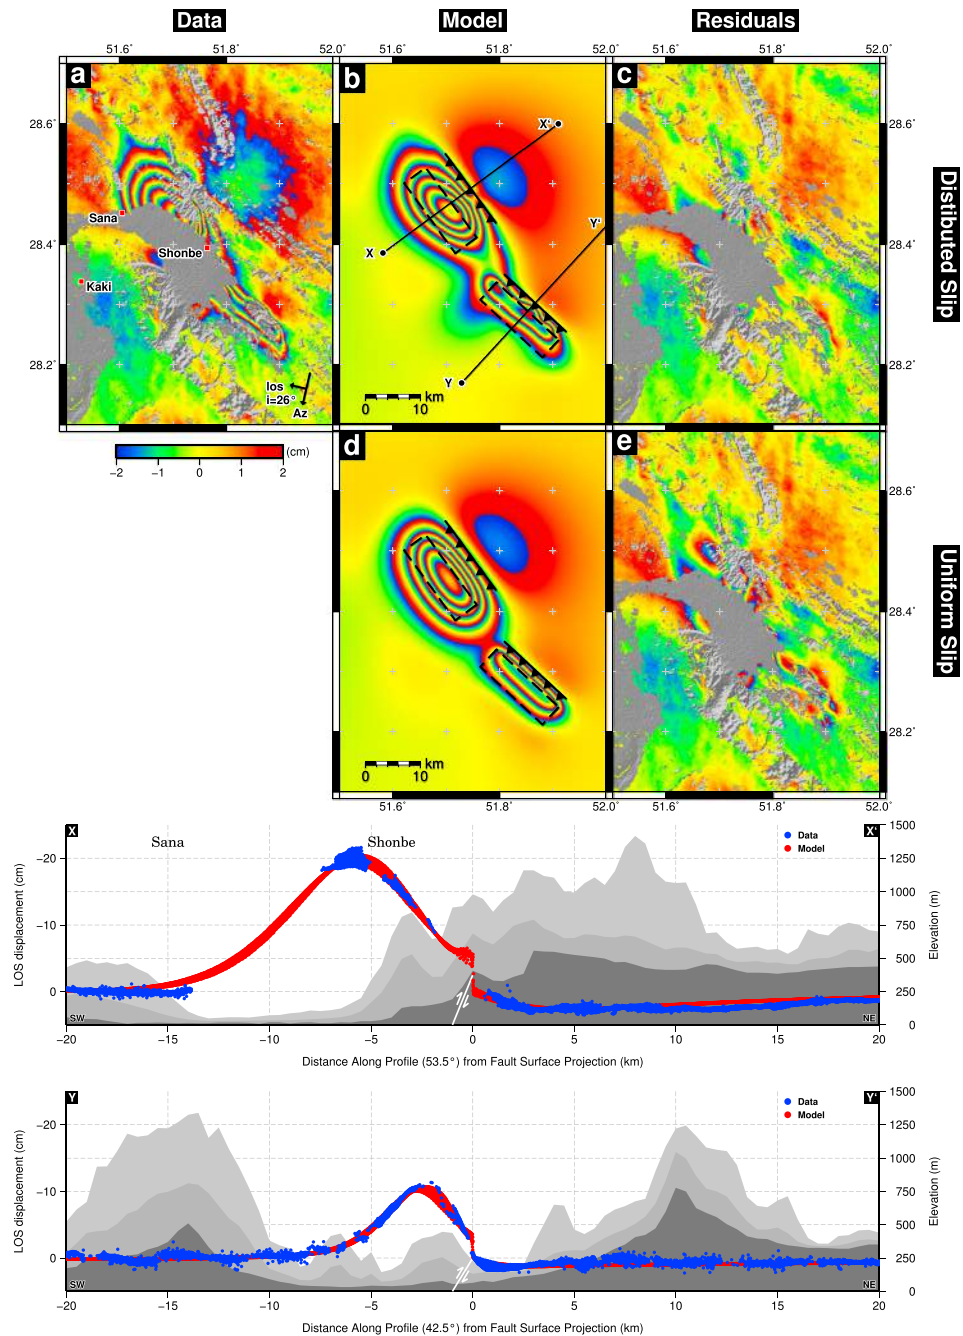 Data
Model
Residuals
51.6˚ 51.8˚ 52.0˚ 51.6˚ 51.8˚ 52.0˚ 51.6˚ 51.8˚ 52.0˚
a
b
c
28.6˚
28.4˚
28.2˚
Sana
Shonbe
Kaki
los
i=26°
Az
X'
X
Y'
Y
km
0 10
28.6˚
28.4˚
28.2˚
Distibuted Slip
−2 −1 0 1 2
(cm)
d
e
km
0 10
28.6˚
28.4˚
28.2˚
Uniform Slip
51.6˚ 51.8˚ 52.0˚ 51.6˚ 51.8˚ 52.0˚
X
Sana
Shonbe
Data
Model
X'
LOS displacement (cm)
−20
−10
0
1500
1250
1000
750
500
250
0
Elevation (m)
SW
NE
−20 −15 −10 −5 0 5 10 15 20
Distance Along Profile (53.5°) from Fault Surface Projection (km)
Y
Data
Model
Y'
LOS displacement (cm)
−20
−10
0
1500
1250
1000
750
500
250
0
Elevation (m)
SW
NE
−20 −15 −10 −5 0 5 10 15 20
Distance Along Profile (42.5°) from Fault Surface Projection (km)